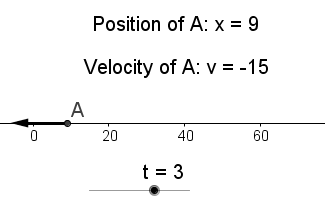 Position of A: x = 9
Velocity of A: v = -15
A
0 20 40 60
t = 3